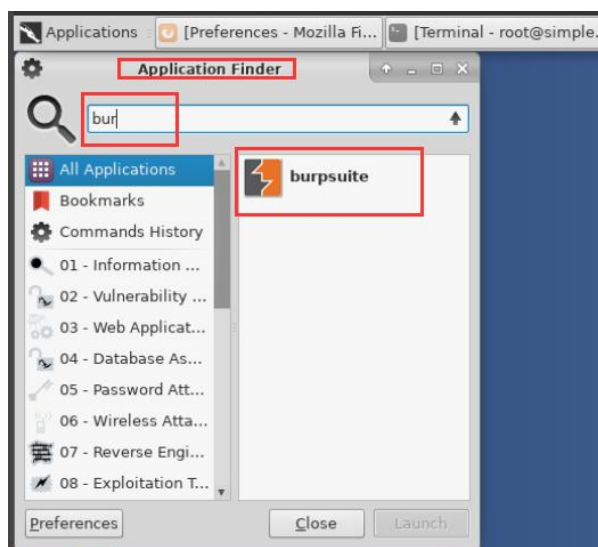 Applications [Preferences - Mozilla Fi... [Terminal - root@simple.
Application Finder
bur
All Applications
Bookmarks
Commands History
01 - Information ...
02 - Vulnerability ...
03 - Web Applicat...
04 - Database As...
05 - Password Att...
06 - Wireless Atta...
07 - Reverse Engi...
08 - Exploitation T...
burpsuite
Preferences Close Launch